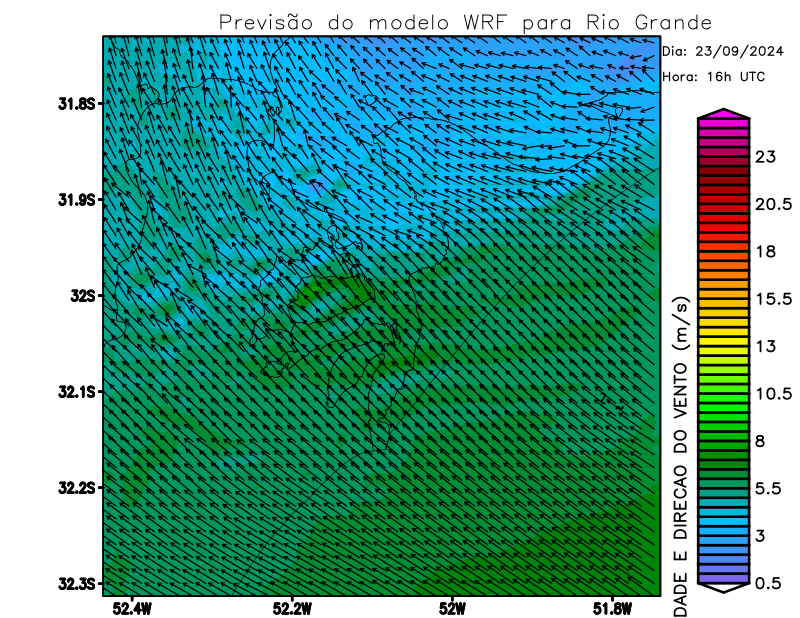 Previsão do modelo WRF para Rio Grande
Dia: 23/09/2024
Hora: 16h UTC
31.8S
31.9S
32S
32.1S
32.2S
32.3S
52.4W
52.2W
52W
51.8W
23
20.5
18
15.5
13
10.5
8
5.5
3
0.5
DADE E DIRECAO DO VENTO (m/s)